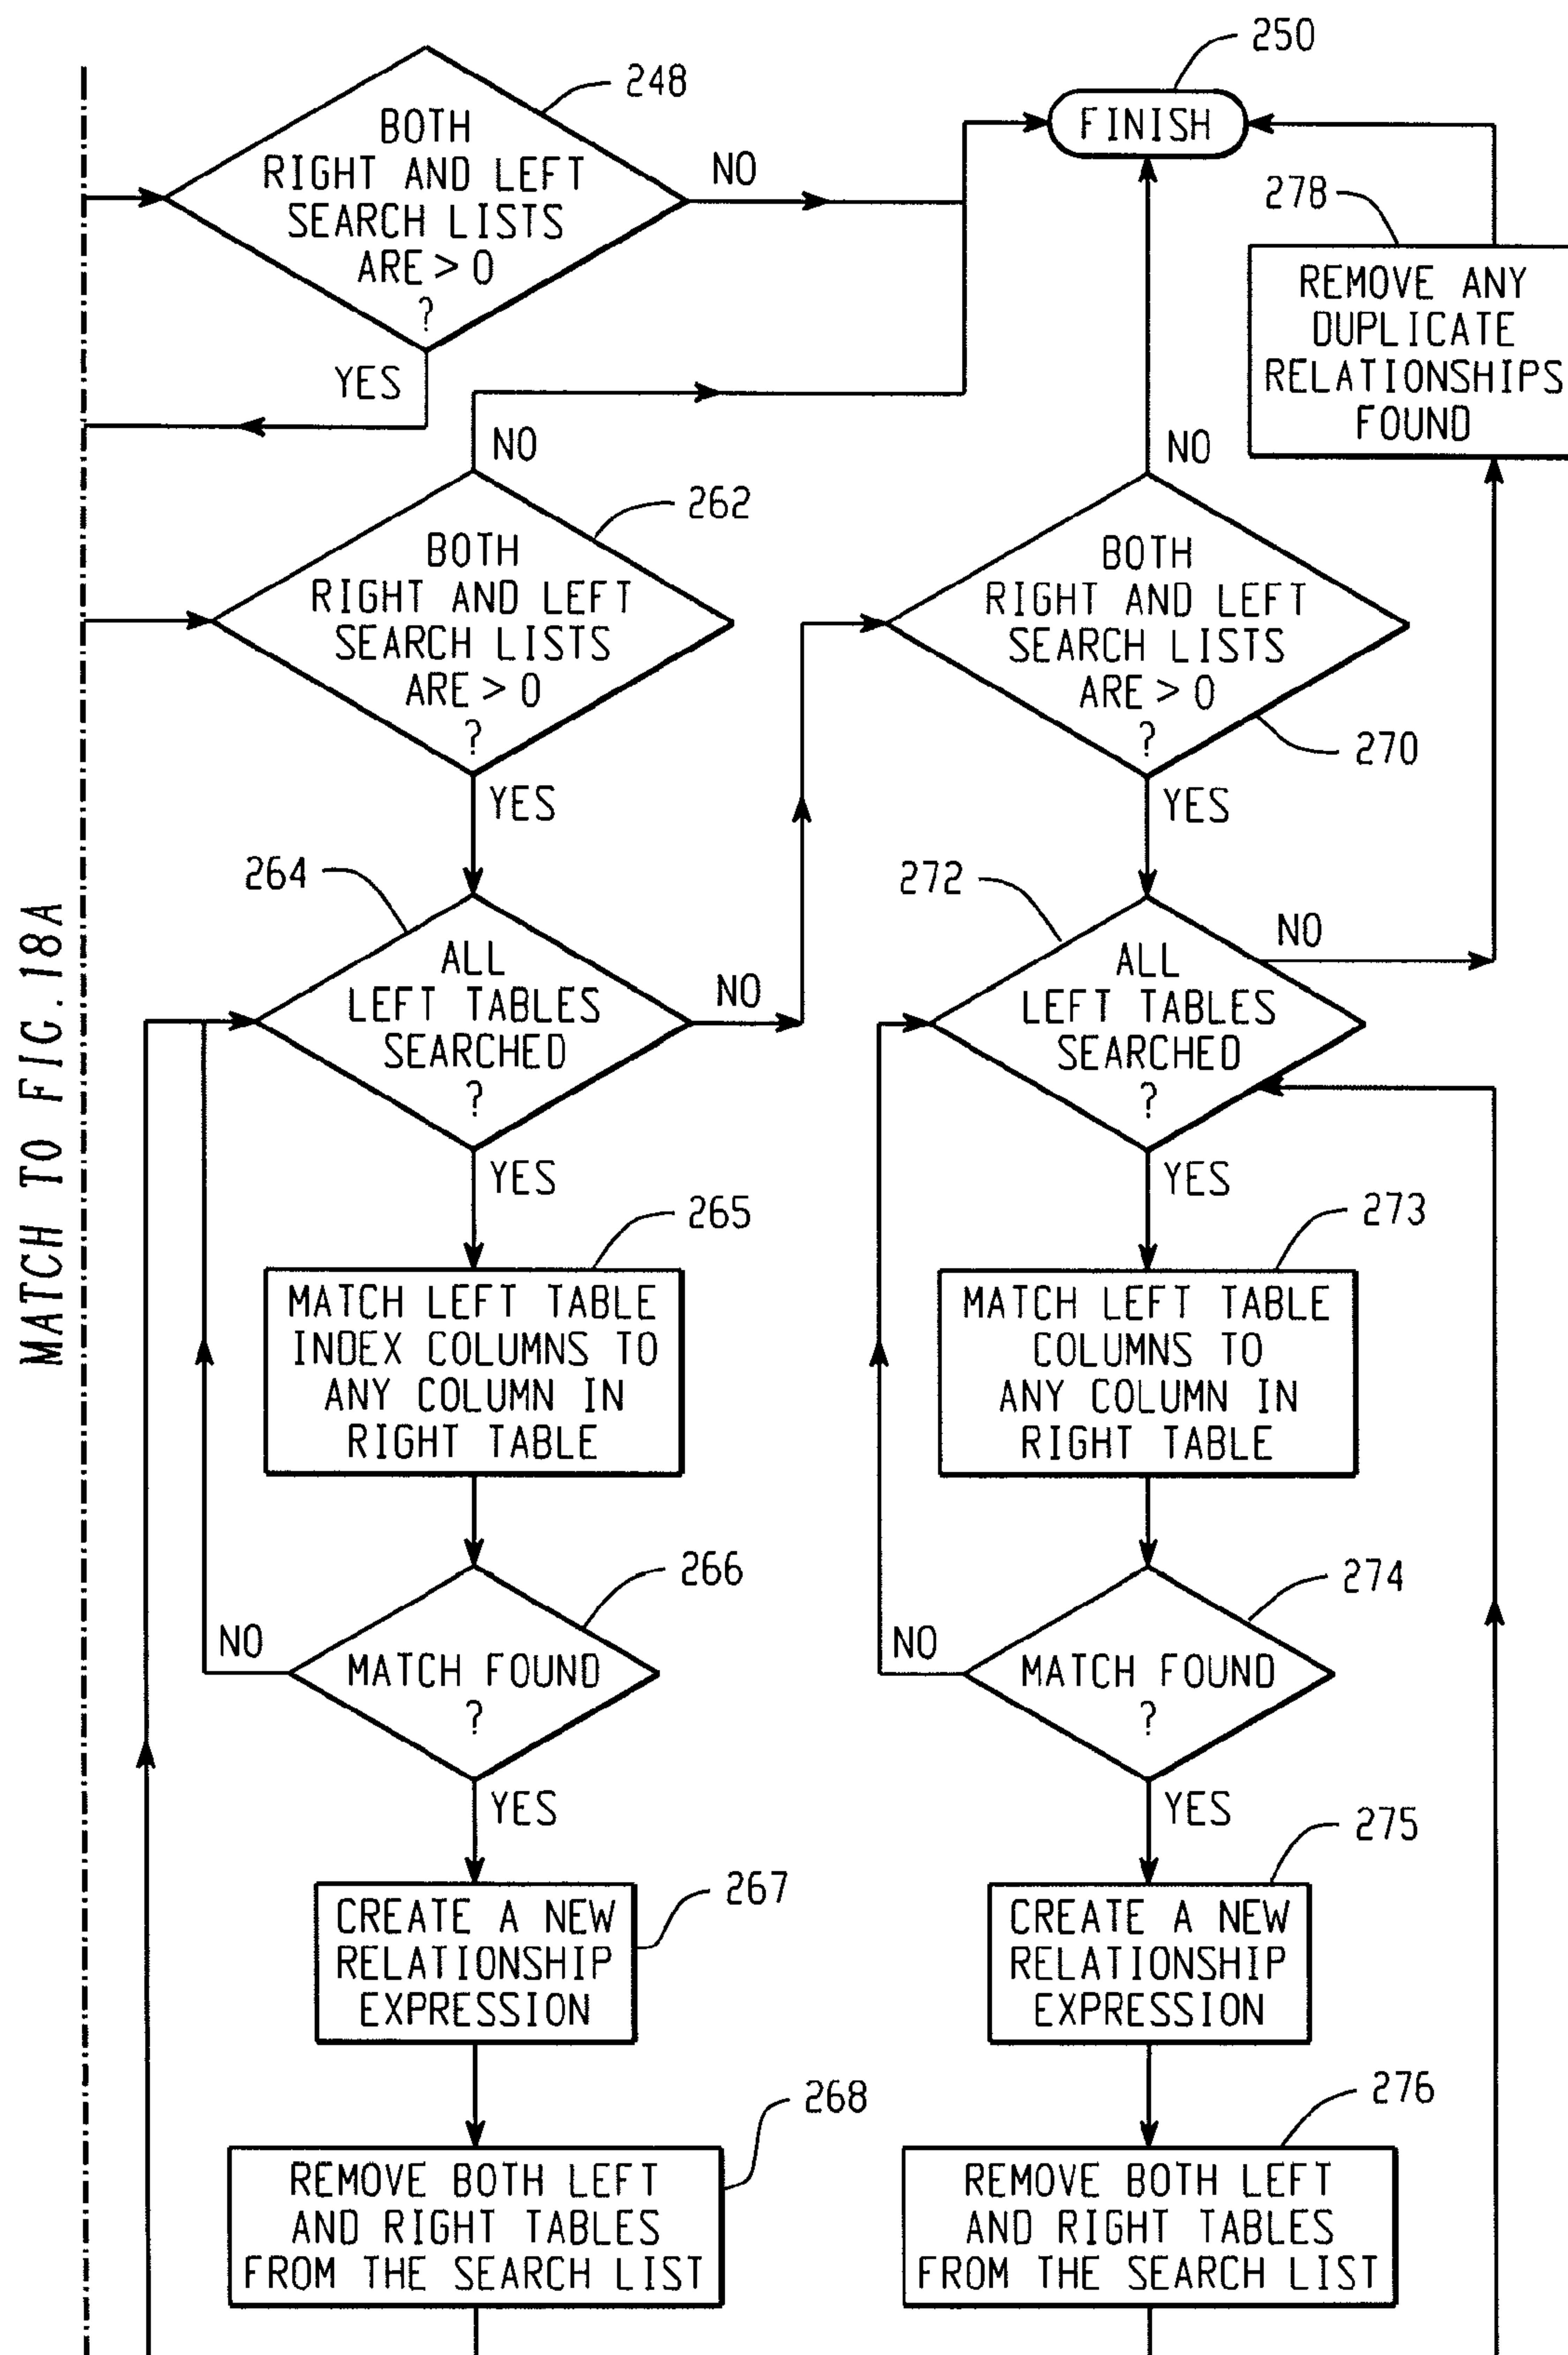 250
248
BOTH
RIGHT AND LEFT
SEARCH LISTS
ARE > 0
?
NO
YES
FINISH
278
REMOVE ANY
DUPLICATE
RELATIONSHIPS
FOUND
NO
262
BOTH
RIGHT AND LEFT
SEARCH LISTS
ARE > 0
?
YES
NO
BOTH
RIGHT AND LEFT
SEARCH LISTS
ARE > 0
?
270
YES
MATCH TO FIG.18A
264
ALL
LEFT TABLES
SEARCHED
?
NO
YES
272
ALL
LEFT TABLES
SEARCHED
?
NO
YES
265
MATCH LEFT TABLE
INDEX COLUMNS TO
ANY COLUMN IN
RIGHT TABLE
273
MATCH LEFT TABLE
COLUMNS TO
ANY COLUMN IN
RIGHT TABLE
266
NO
MATCH FOUND
?
YES
274
NO
MATCH FOUND
?
YES
267
CREATE A NEW
RELATIONSHIP
EXPRESSION
275
CREATE A NEW
RELATIONSHIP
EXPRESSION
268
REMOVE BOTH LEFT
AND RIGHT TABLES
FROM THE SEARCH LIST
276
REMOVE BOTH LEFT
AND RIGHT TABLES
FROM THE SEARCH LIST